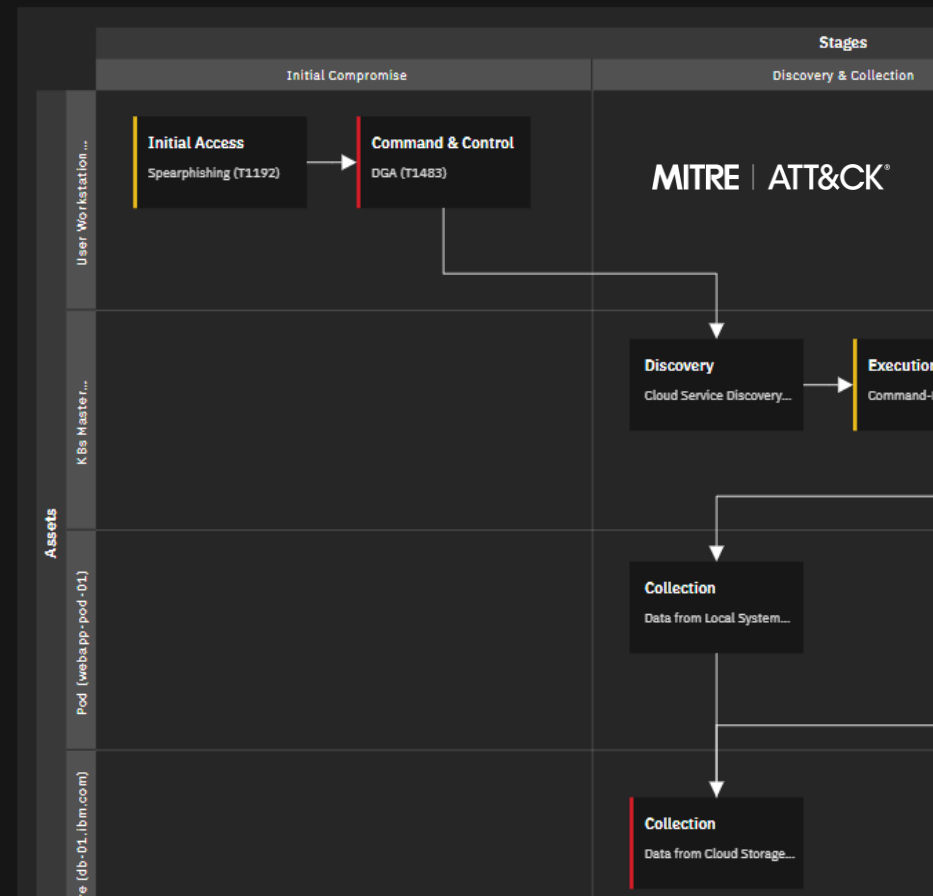 Stages
Initial Compromise
Discovery & Collection
Assets
User Workstation...
Initial Access
Spearphishing (T1192)
Command & Control
DGA (T1483)
MITRE | ATT&CK®
K8s Master...
Discovery
Cloud Service Discovery...
Execution
Command-
Pod (webapp-pod-01)
Collection
Data from Local System...
(db-01.ibm.com)
Collection
Data from Cloud Storage...